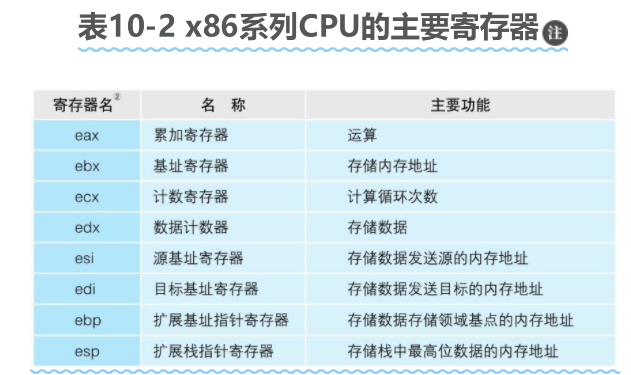 表10-2 x86系列CPU的主要寄存器 注
寄存器名② 名 称 主要功能
eax 累加寄存器 运算
ebx 基址寄存器 存储内存地址
ecx 计数寄存器 计算循环次数
edx 数据计数器 存储数据
esi 源基址寄存器 存储数据发送源的内存地址
edi 目标基址寄存器 存储数据发送目标的内存地址
ebp 扩展基址指针寄存器 存储数据存储领域基点的内存地址
esp 扩展栈指针寄存器 存储栈中最高位数据的内存地址